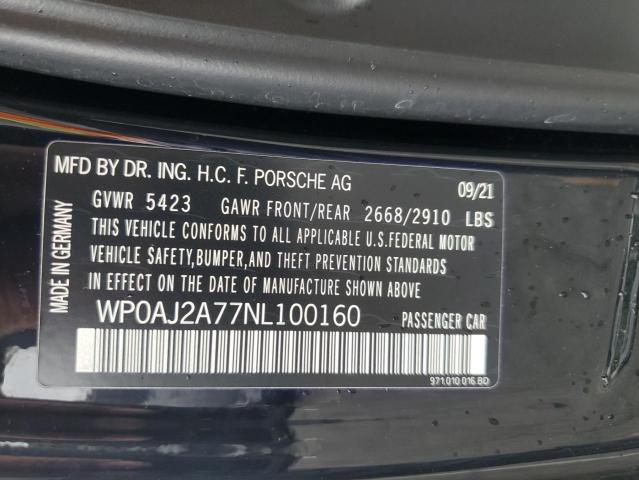 MFD BY DR. ING. H.C. F. PORSCHE AG 09/21
GVWR 5423 GAWR FRONT/REAR 2668/2910 LBS
THIS VEHICLE CONFORMS TO ALL APPLICABLE U.S.FEDERAL MOTOR
VEHICLE SAFETY,BUMPER,AND THEFT PREVENTION STANDARDS
IN EFFECT ON THE DATE OF MANUFACTURE SHOWN ABOVE.
WP0AJ2A77NL100160 PASSENGER CAR
971.010.016.BD
MADE IN GERMANY